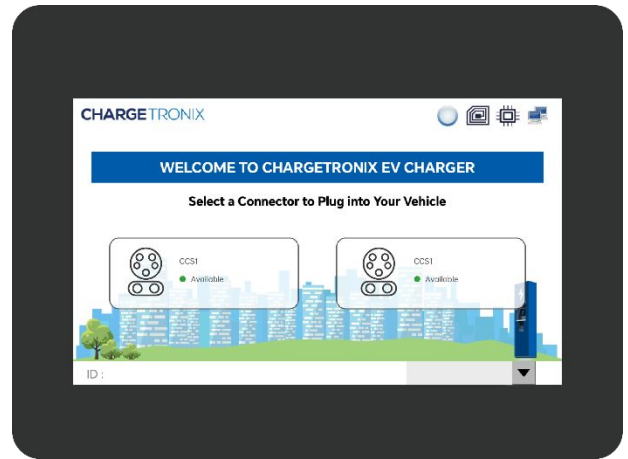 CHARGETRONIX
WELCOME TO CHARGETRONIX EV CHARGER
Select a Connector to Plug into Your Vehicle
CCS1
Available
CCS1
Available
ID :